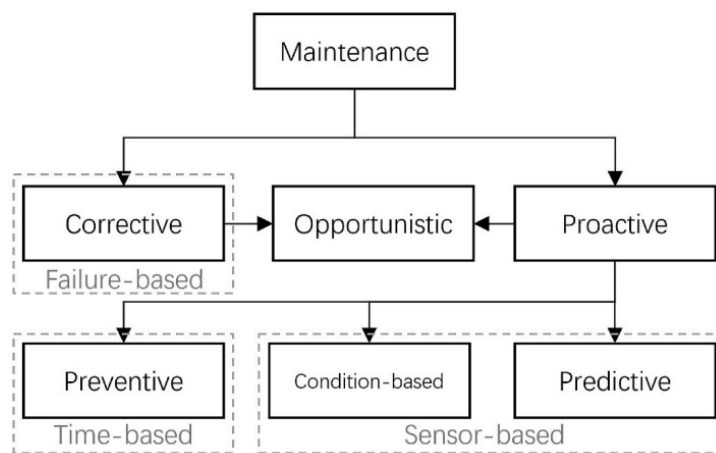 Maintenance
Corrective
Opportunistic
Proactive
Failure-based
Preventive
Condition-based
Predictive
Time-based
Sensor-based